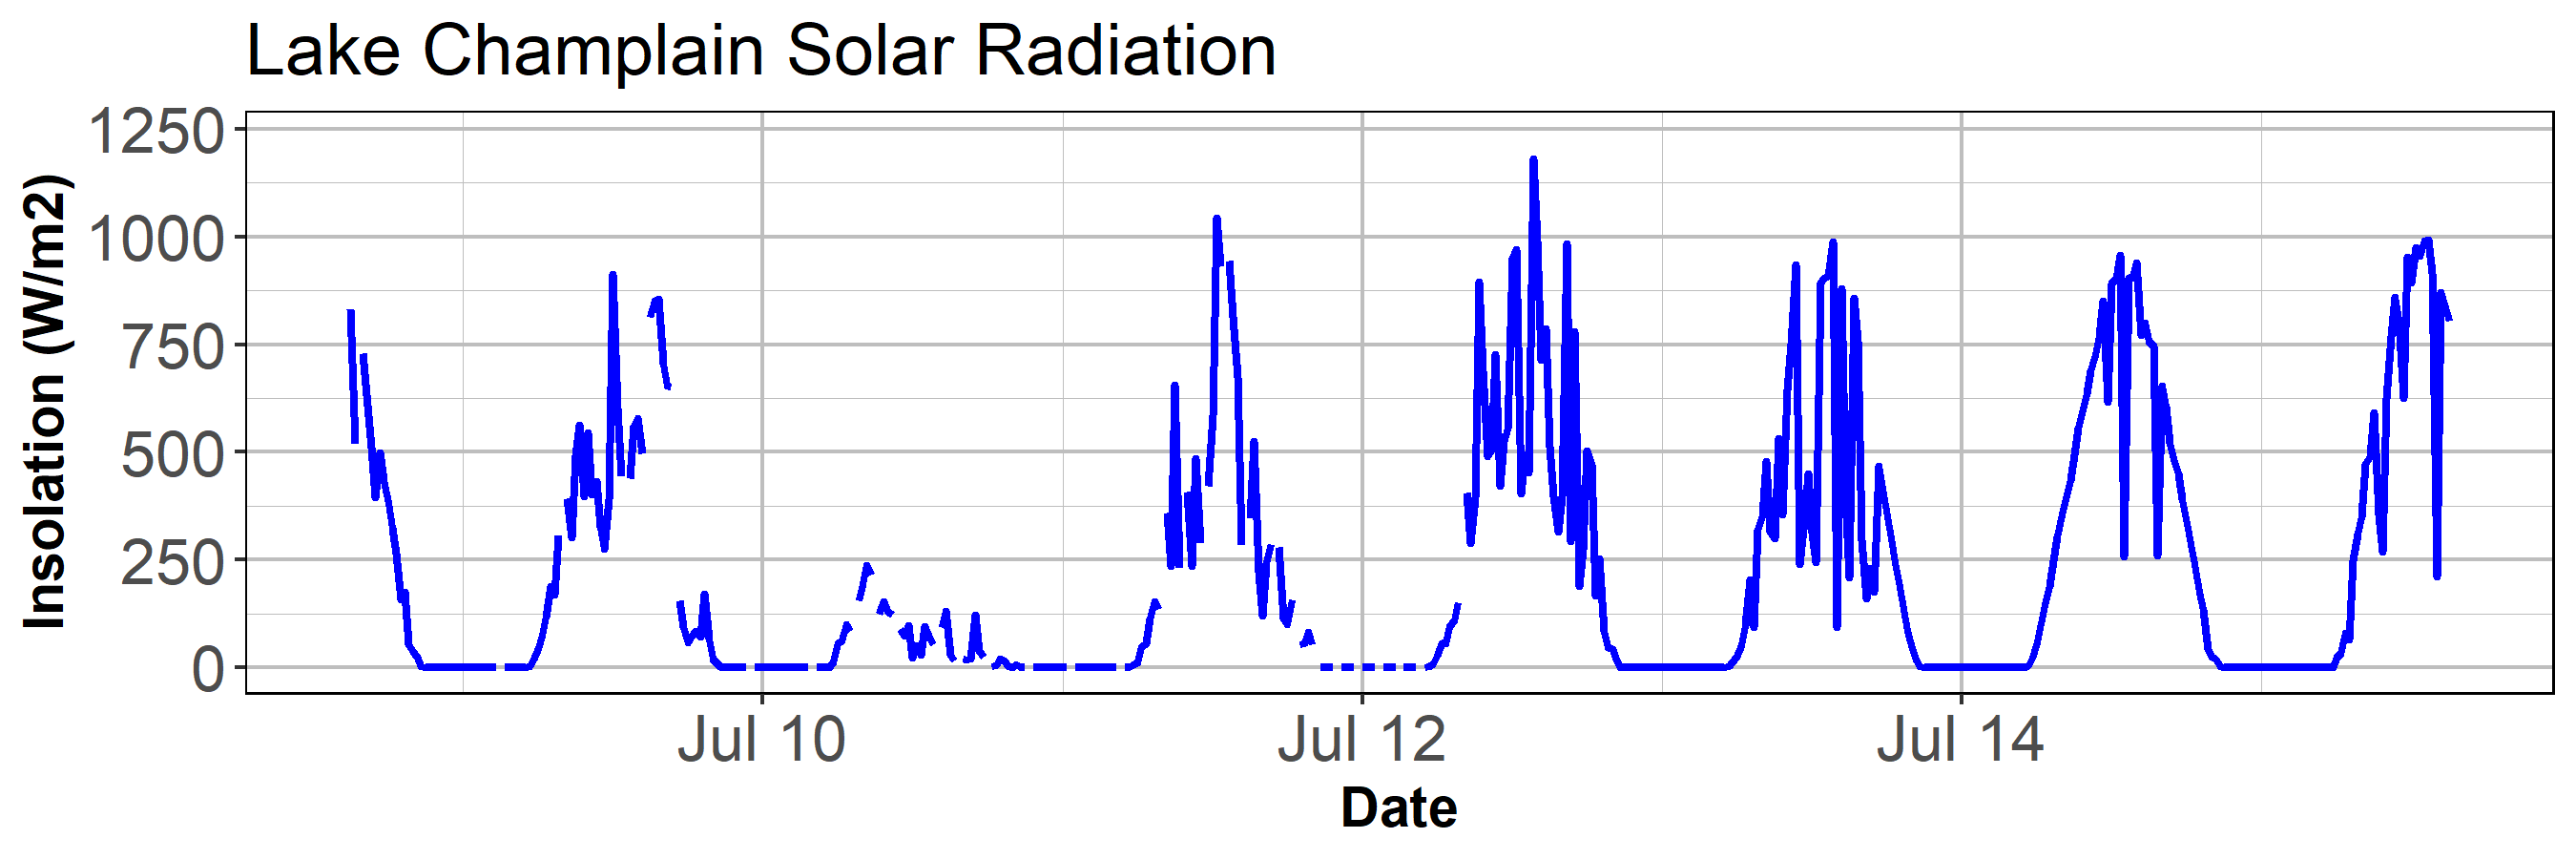 Lake Champlain Solar Radiation
Insolation (W/m2)
1250
1000
750
500
250
0
Jul 10
Jul 12
Jul 14
Date